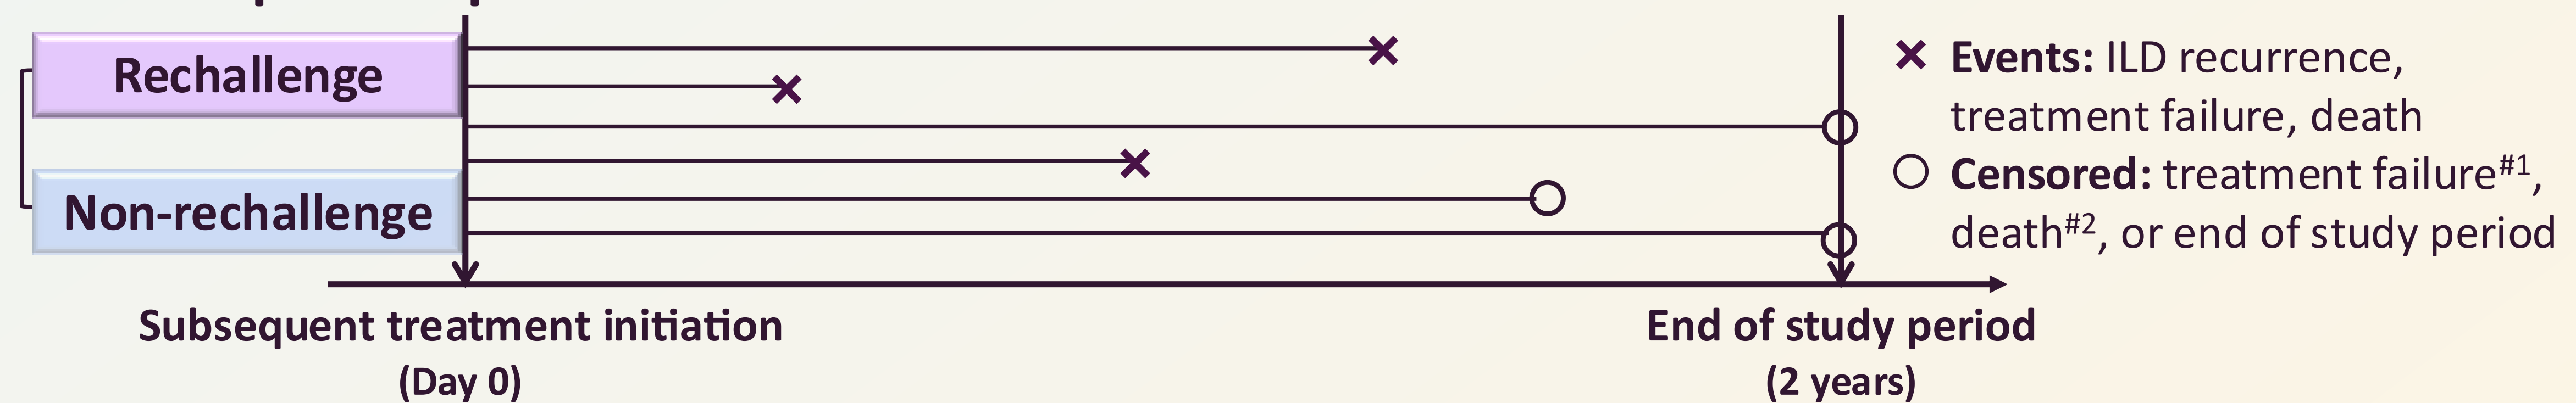 Rechallenge
Non-rechallenge
Subsequent treatment initiation
(Day 0)
End of study period
(2 years)
Events: ILD recurrence,
treatment failure, death
Censored: treatment failure#1,
death#2, or end of study period